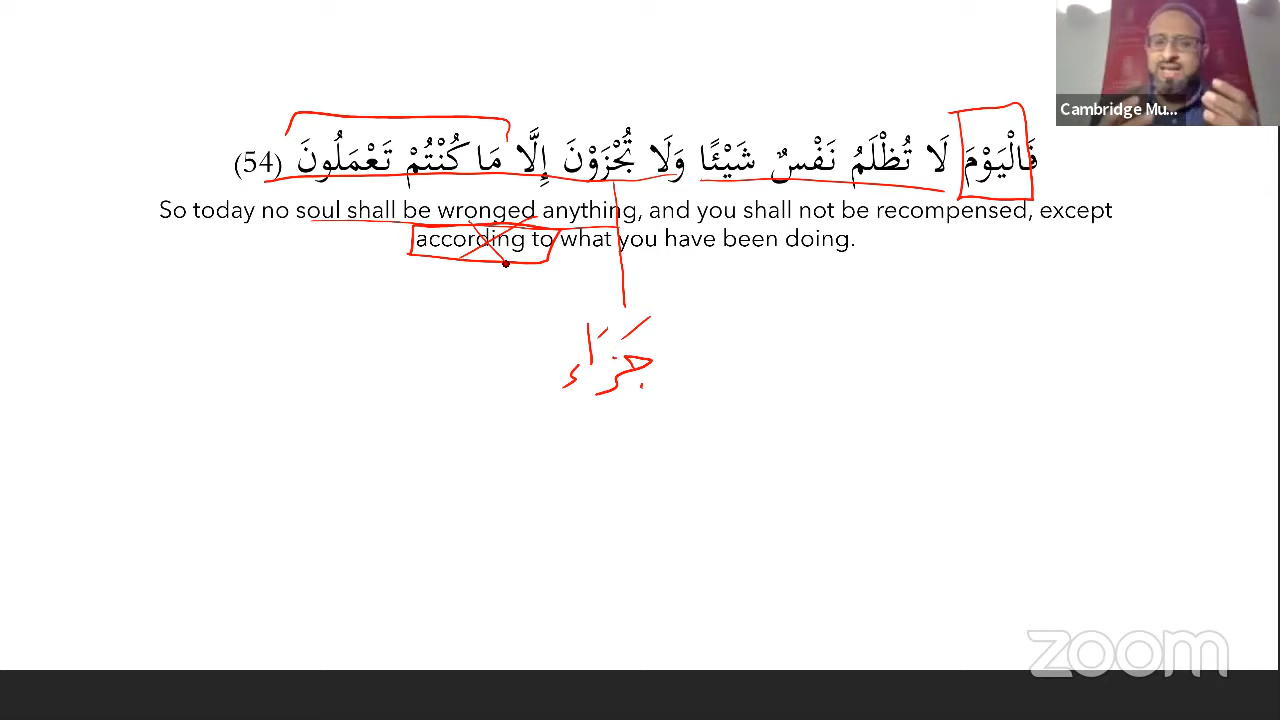 Cambridge Mu...
فَالْيَوْمَ لَا تُظْلَمُ نَفْسٌ شَيْئًا وَلَا تُجْزَوْنَ إِلَّا مَا كُنْتُمْ تَعْمَلُونَ (54)
So today no soul shall be wronged anything, and you shall not be recompensed, except
according to what you have been doing.
جَزَاء
zoom